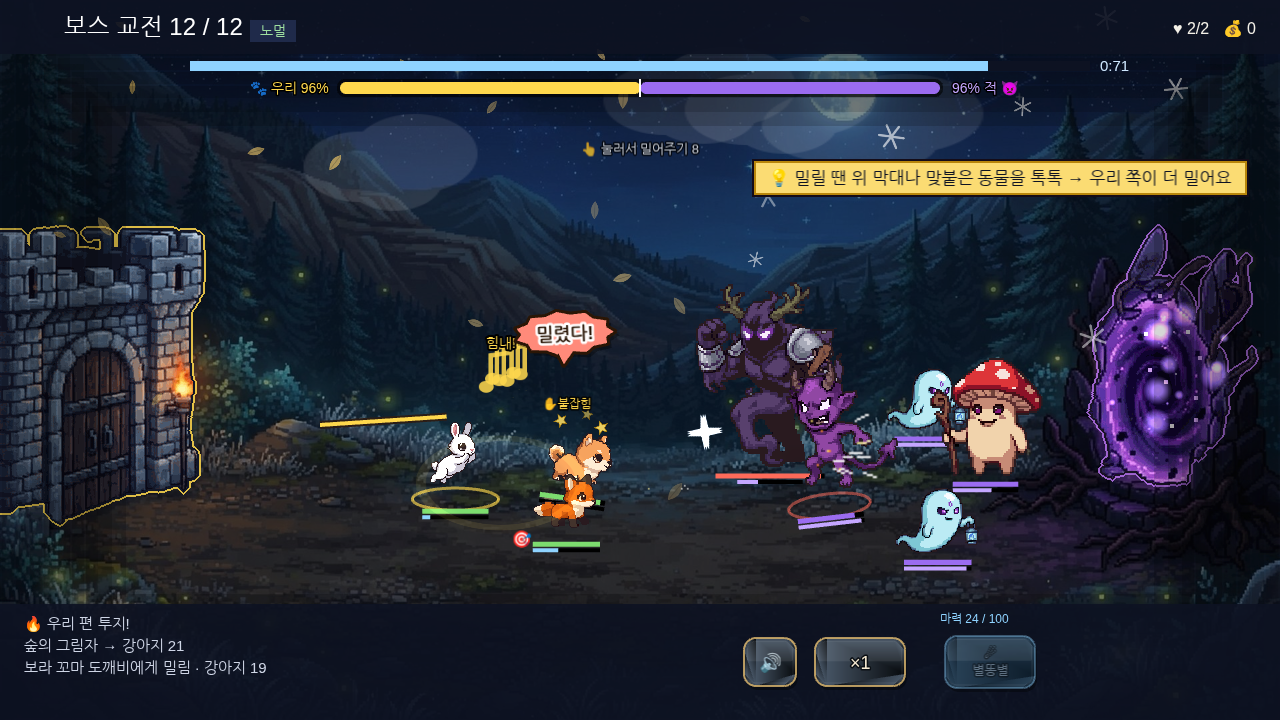 보스 교전 12 / 12
노멀
♥ 2/2
💰 0
0:71
🐾 우리 96%
96% 적 👿
👆 눌러서 밀어주기 8
💡 밀릴 땐 위 막대나 맞붙은 동물을 톡톡 → 우리 쪽이 더 밀어요
힘내!
밀렸다!
✋붙잡힘
🔥 우리 편 투지!
숲의 그림자 → 강아지 21
보라 꼬마 도깨비에게 밀림 · 강아지 19
마력 24 / 100
×1
별똥별